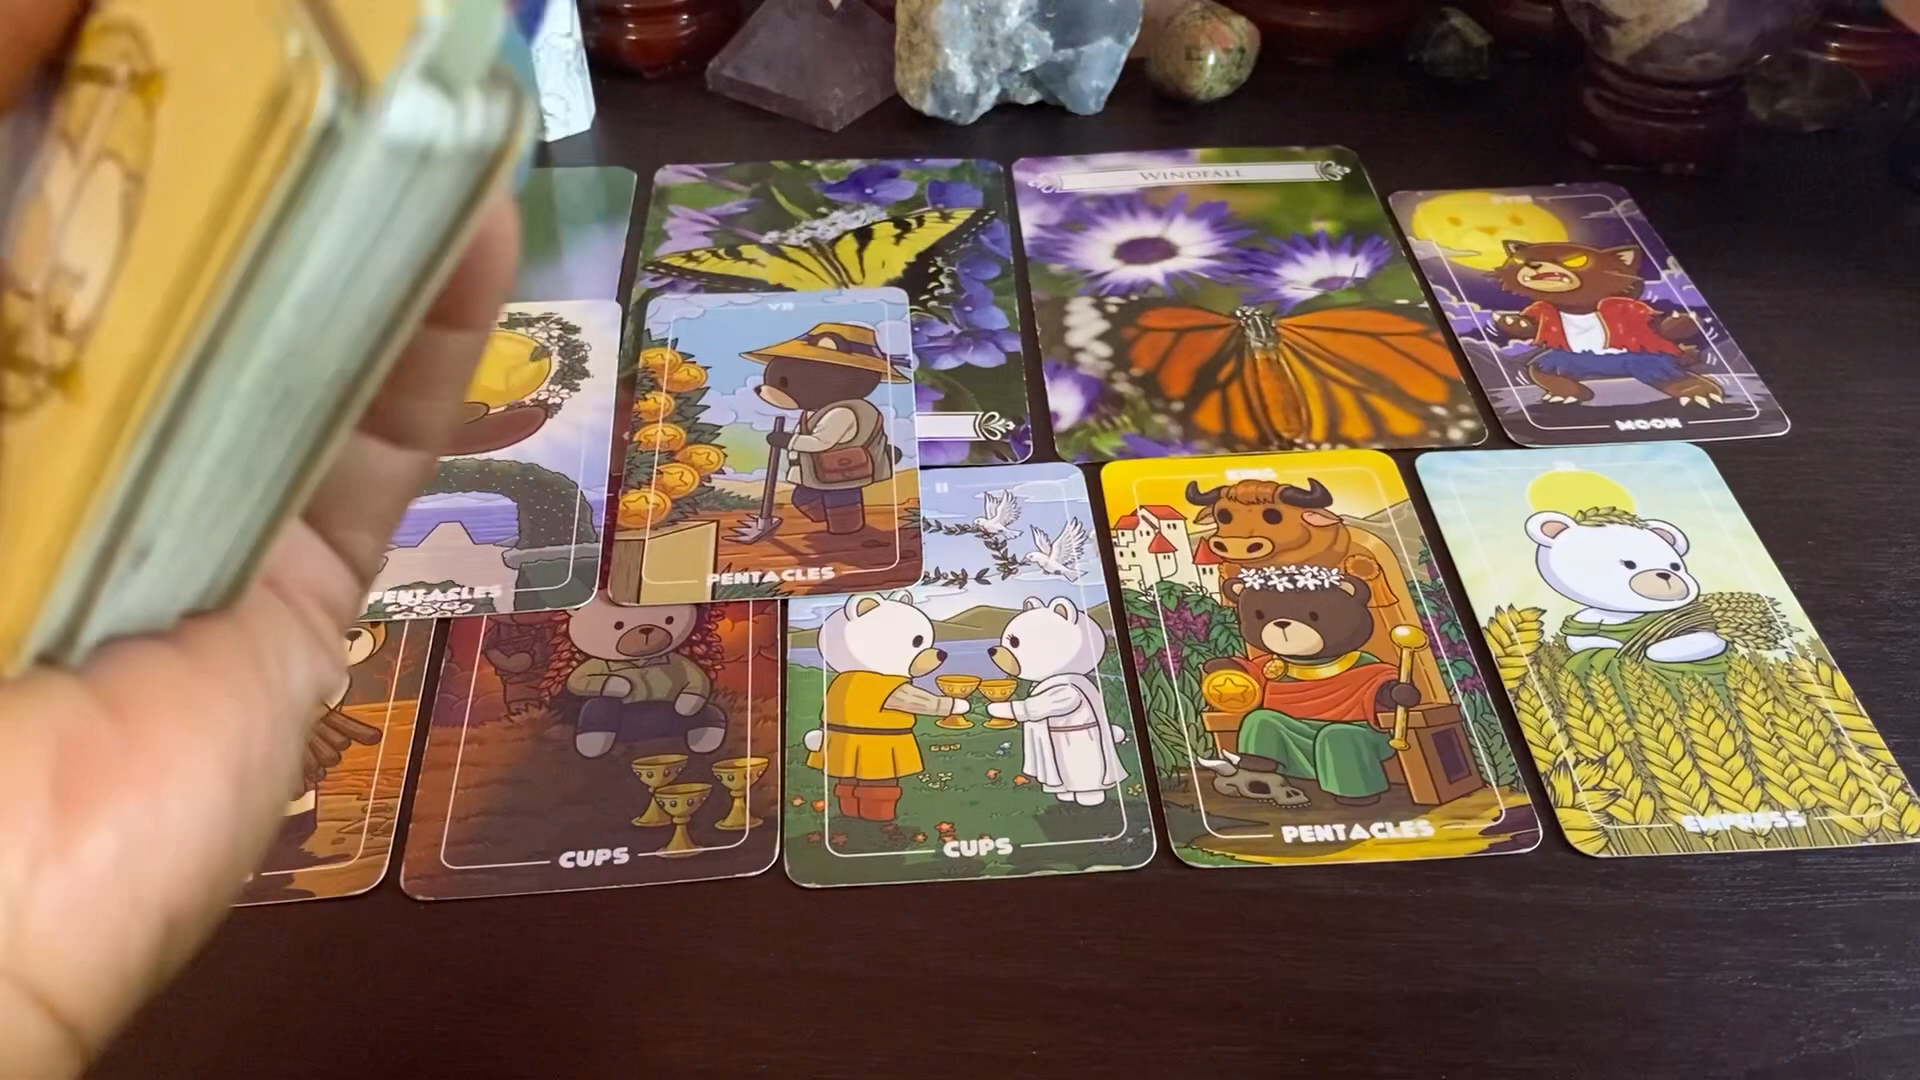 WINDFALL
MOON
VII
PENTACLES
PENTACLES
II
KING
CUPS
CUPS
PENTACLES
EMPRESS